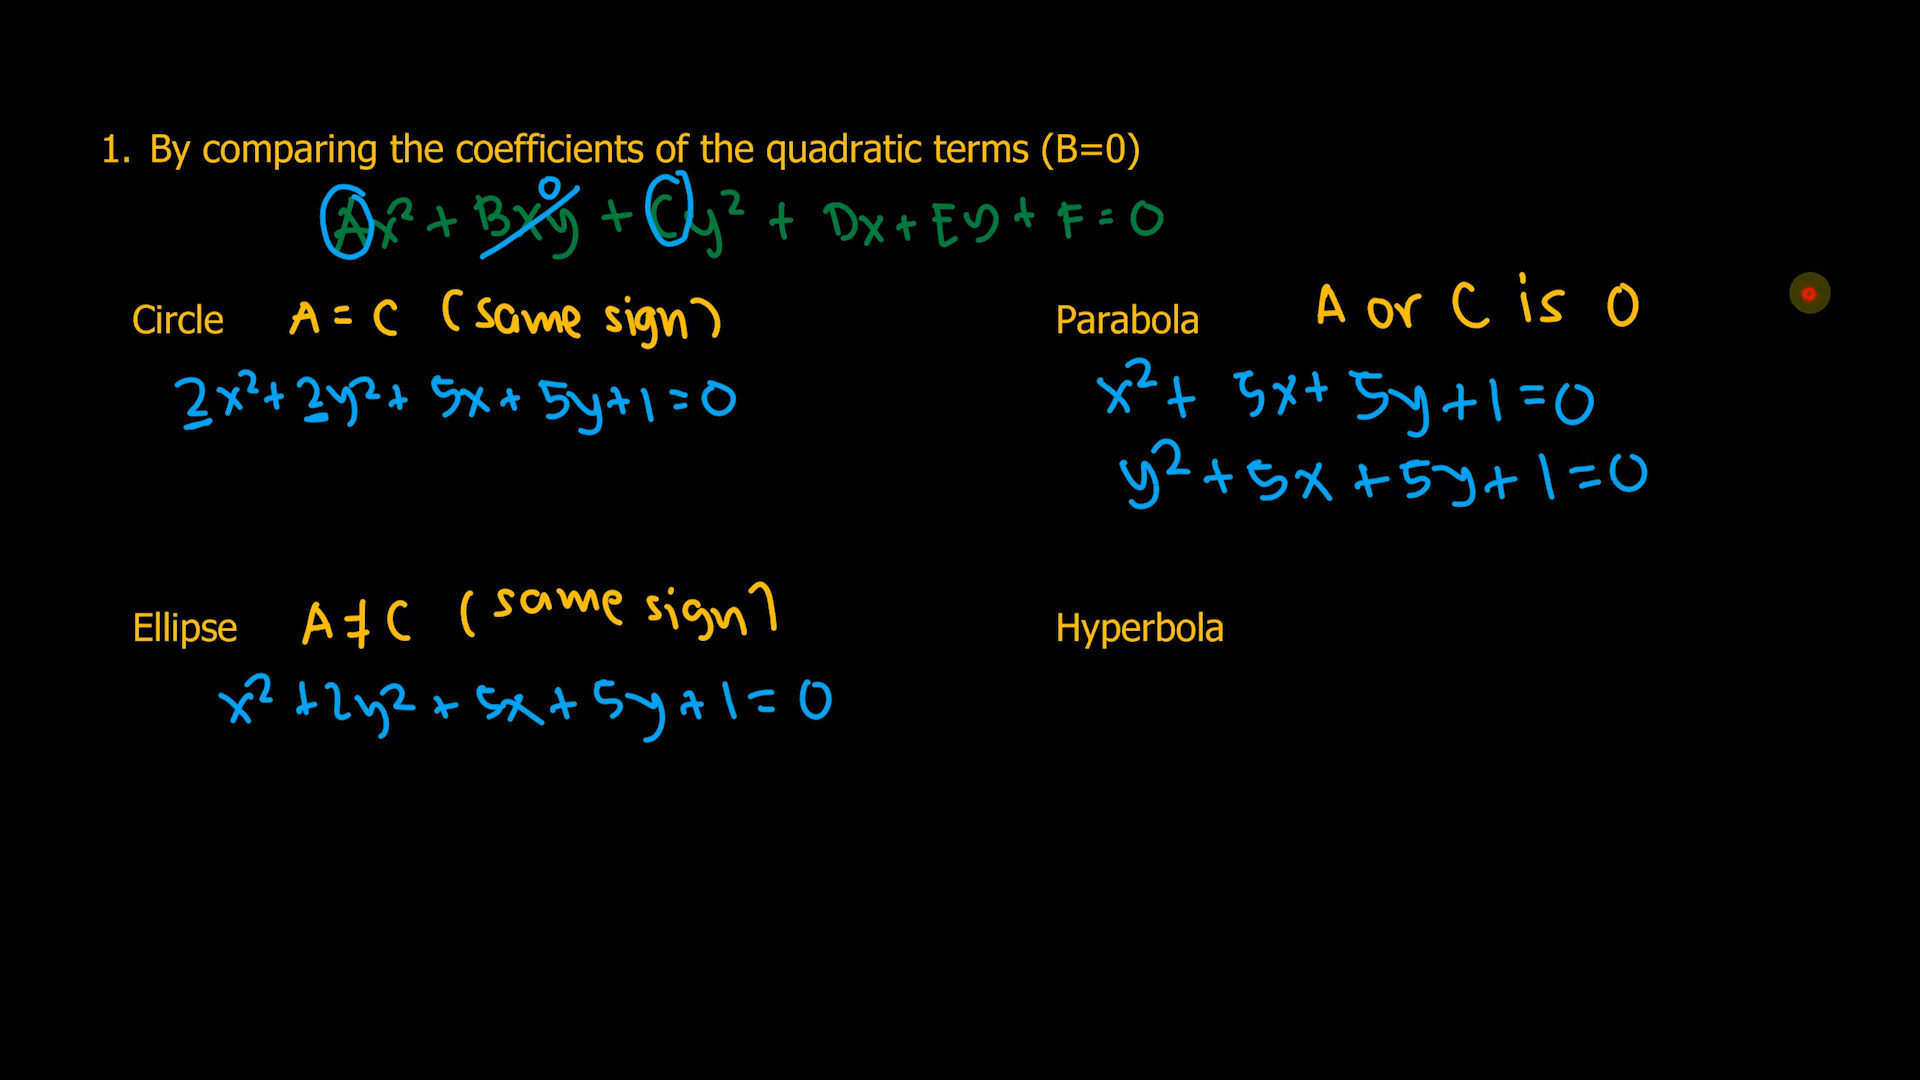 1. By comparing the coefficients of the quadratic terms (B=0)
Ax² + Bxy + Cy² + Dx + Ey + F = 0
0
Circle A = C (same sign)
2x² + 2y² + 5x + 5y + 1 = 0
Parabola A or C is 0
x² + 5x + 5y + 1 = 0
y² + 5x + 5y + 1 = 0
Ellipse A ≠ C (same sign)
x² + 2y² + 5x + 5y + 1 = 0
Hyperbola